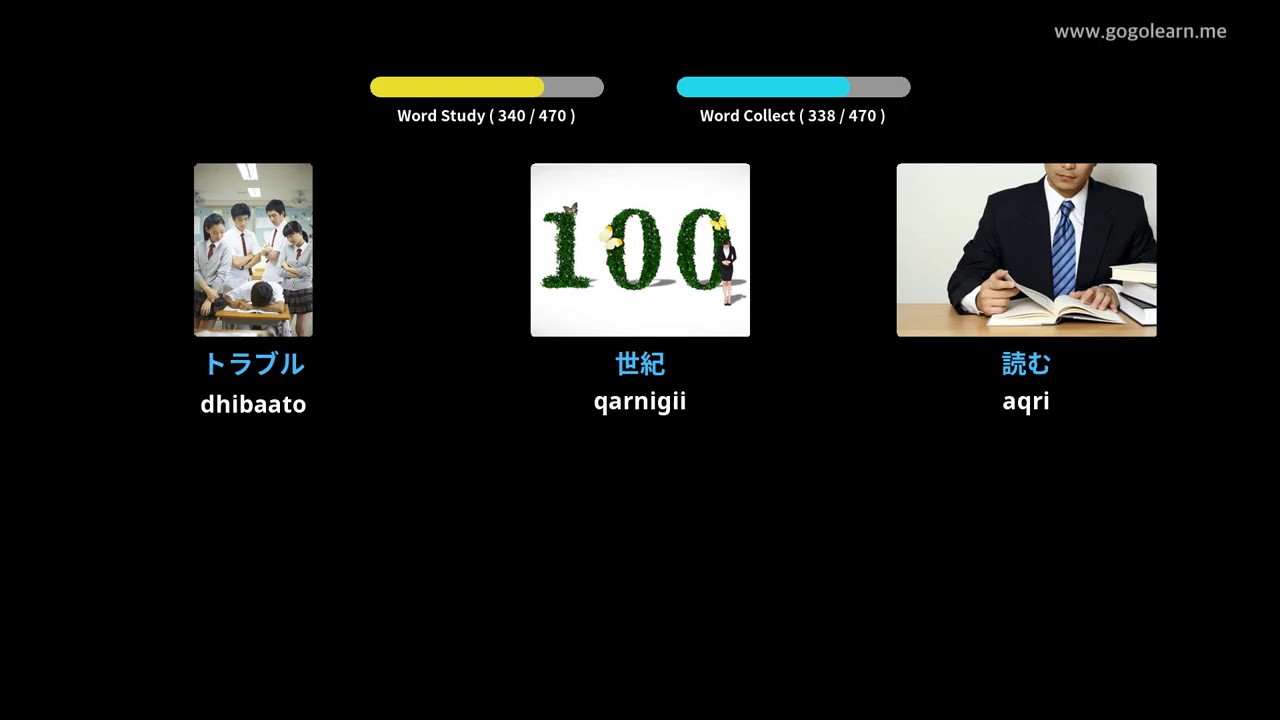 www.gogolearn.me
Word Study ( 340 / 470 )
Word Collect ( 338 / 470 )
100
トラブル
世紀
読む
dhibaato
qarnigii
aqri